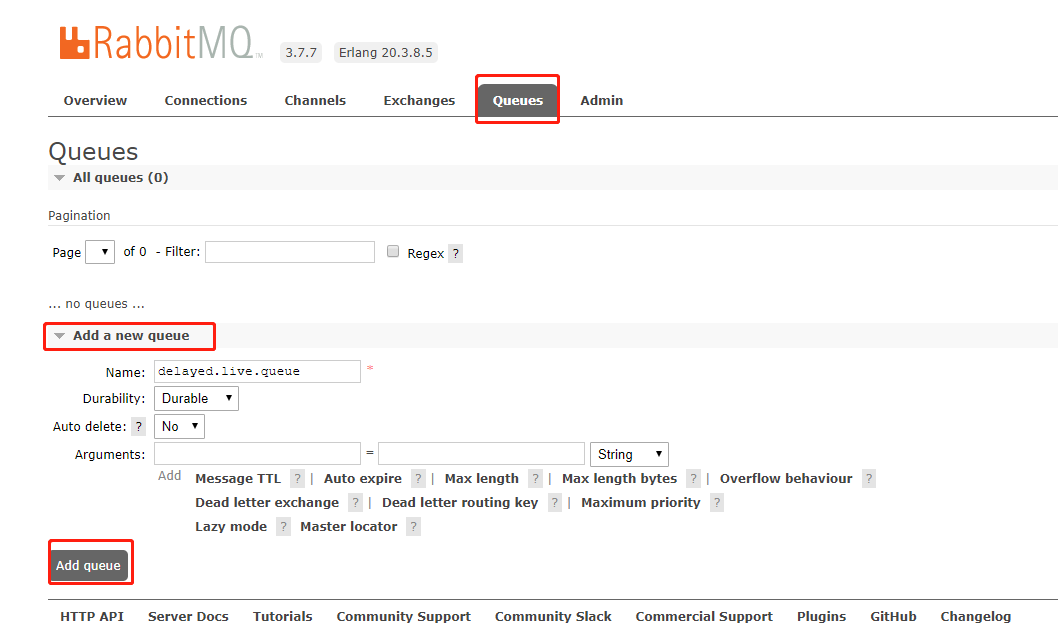 RabbitMQ TM 3.7.7 Erlang 20.3.8.5
Overview Connections Channels Exchanges Queues Admin
Queues
All queues (0)
Pagination
Page of 0 - Filter: Regex ?
... no queues ...
Add a new queue
Name: delayed.live.queue *
Durability: Durable
Auto delete: ? No
Arguments: = String
Add Message TTL ? | Auto expire ? | Max length ? | Max length bytes ? | Overflow behaviour ?
Dead letter exchange ? | Dead letter routing key ? | Maximum priority ?
Lazy mode ? Master locator ?
Add queue
HTTP API Server Docs Tutorials Community Support Community Slack Commercial Support Plugins GitHub Changelog